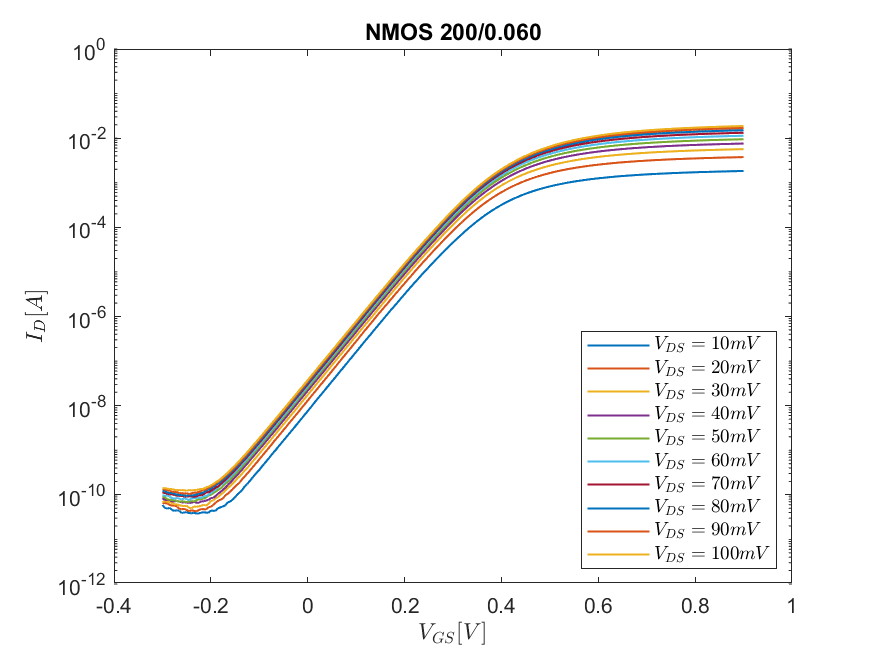 NMOS 200/0.060
10^0
10^-2
10^-4
10^-6
10^-8
10^-10
10^-12
I_D[A]
V_DS = 10mV
V_DS = 20mV
V_DS = 30mV
V_DS = 40mV
V_DS = 50mV
V_DS = 60mV
V_DS = 70mV
V_DS = 80mV
V_DS = 90mV
V_DS = 100mV
-0.4 -0.2 0 0.2 0.4 0.6 0.8 1
V_GS[V]